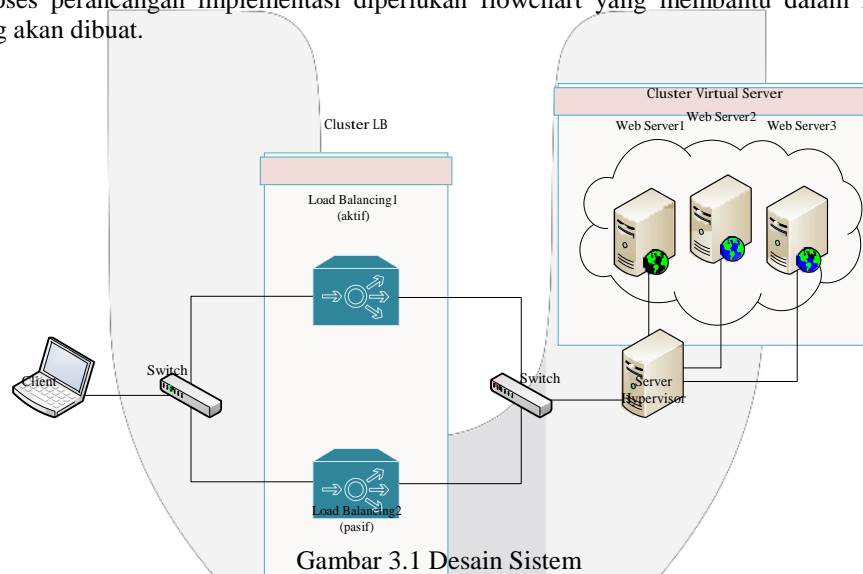 perancangan implementasi diperlukan flowchart yang membantu dalam
akan dibuat.
Cluster Virtual Server
Web Server1
Web Server2
Web Server3
Cluster LB
Load Balancing1
(aktif)
Client
Switch
Switch
Server
Hypervisor
Load Balancing2
(pasif)
Gambar 3.1 Desain Sistem